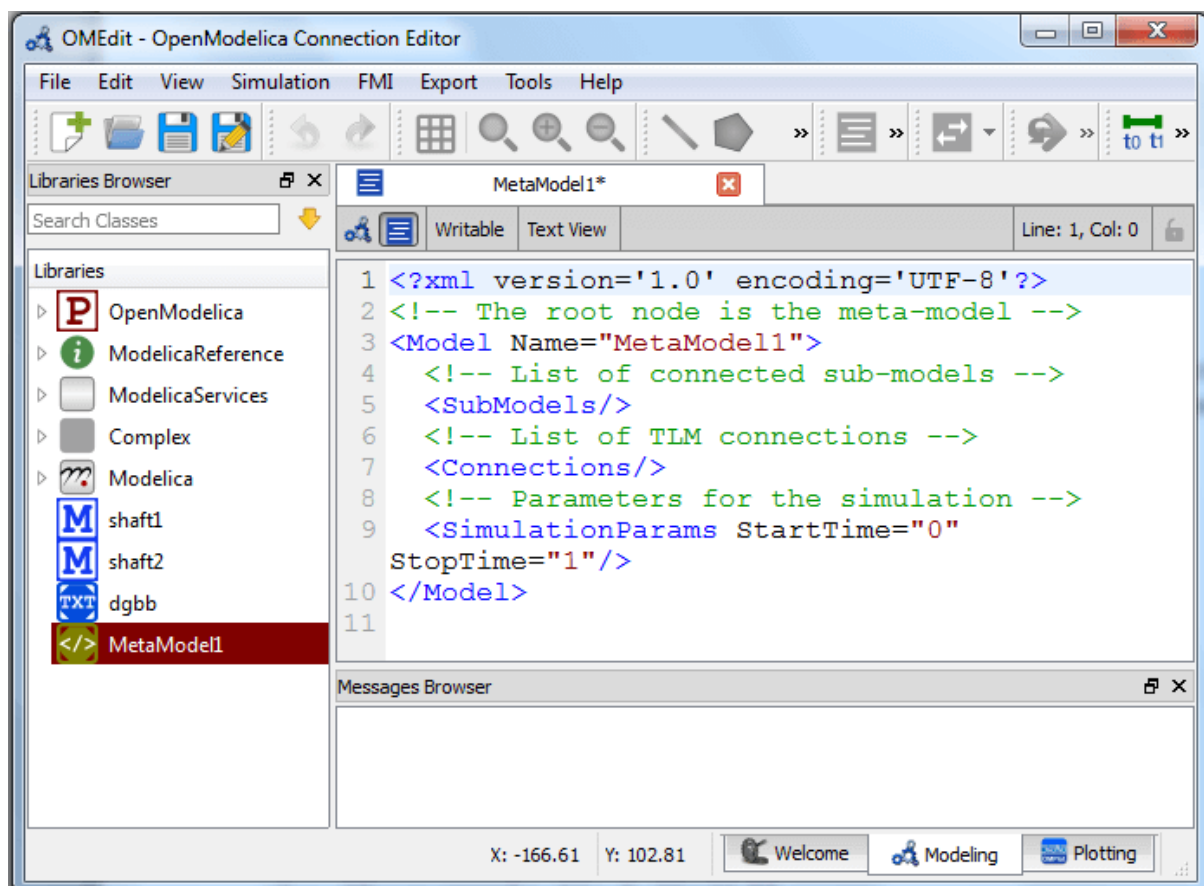 OMEdit - OpenModelica Connection Editor
File Edit View Simulation FMI Export Tools Help
» » » t0 t1 »
Libraries Browser
MetaModel1*
Search Classes
Writable Text View Line: 1, Col: 0
Libraries
P OpenModelica
i ModelicaReference
ModelicaServices
Complex
Modelica
M shaft1
M shaft2
TXT dgbb
</> MetaModel1
1 <?xml version='1.0' encoding='UTF-8'?>
2 <!-- The root node is the meta-model -->
3 <Model Name="MetaModel1">
4 <!-- List of connected sub-models -->
5 <SubModels/>
6 <!-- List of TLM connections -->
7 <Connections/>
8 <!-- Parameters for the simulation -->
9 <SimulationParams StartTime="0"
StopTime="1"/>
10 </Model>
11
Messages Browser
X: -166.61 Y: 102.81 Welcome Modeling Plotting